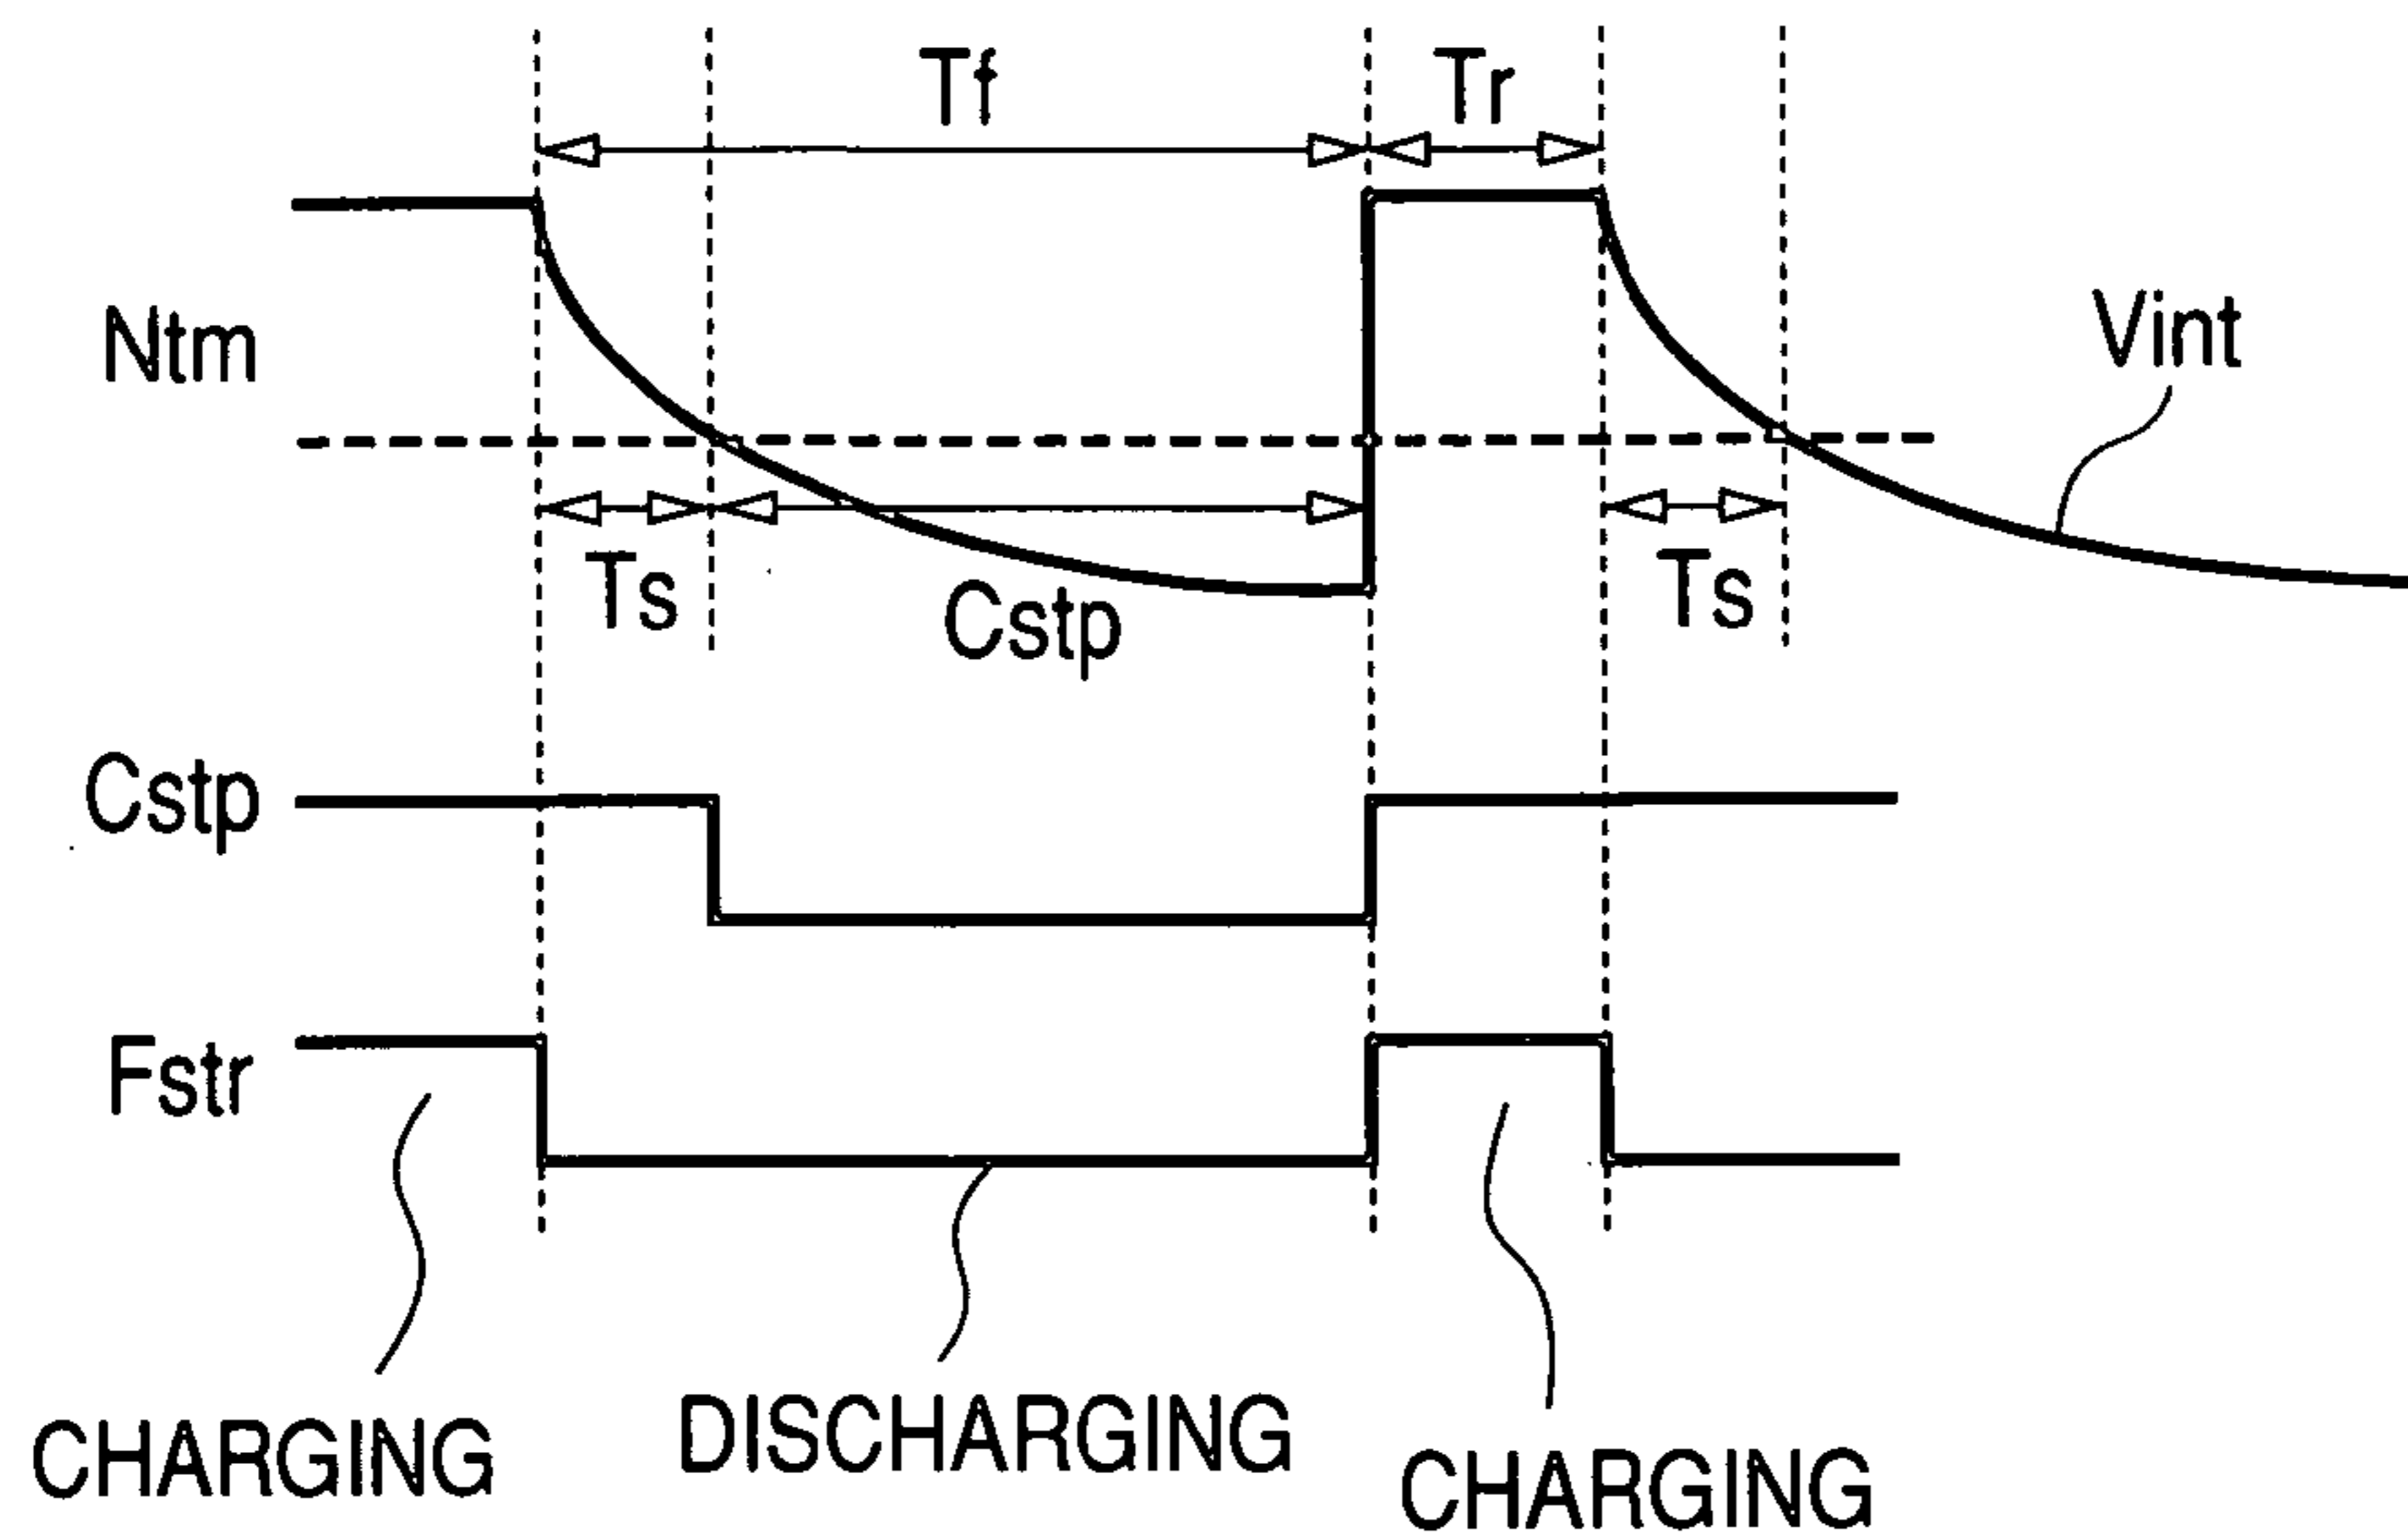 Tf
Tr
Ntm
Vint
Ts
Cstp
Ts
Cstp
Fstr
CHARGING
DISCHARGING
CHARGING